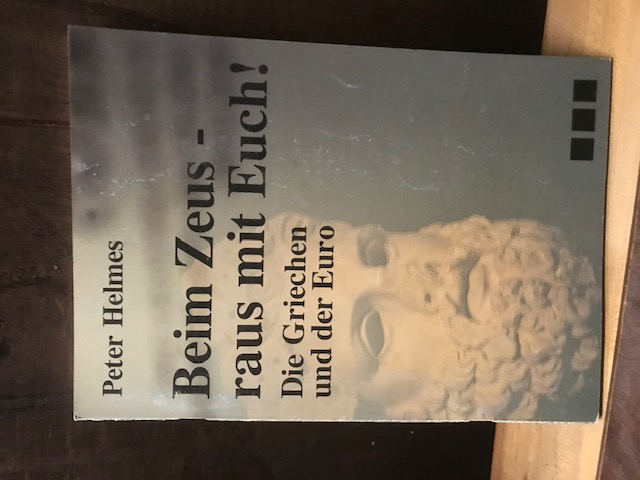 Peter Helmes
Beim Zeus -
raus mit Euch!
Die Griechen
und der Euro